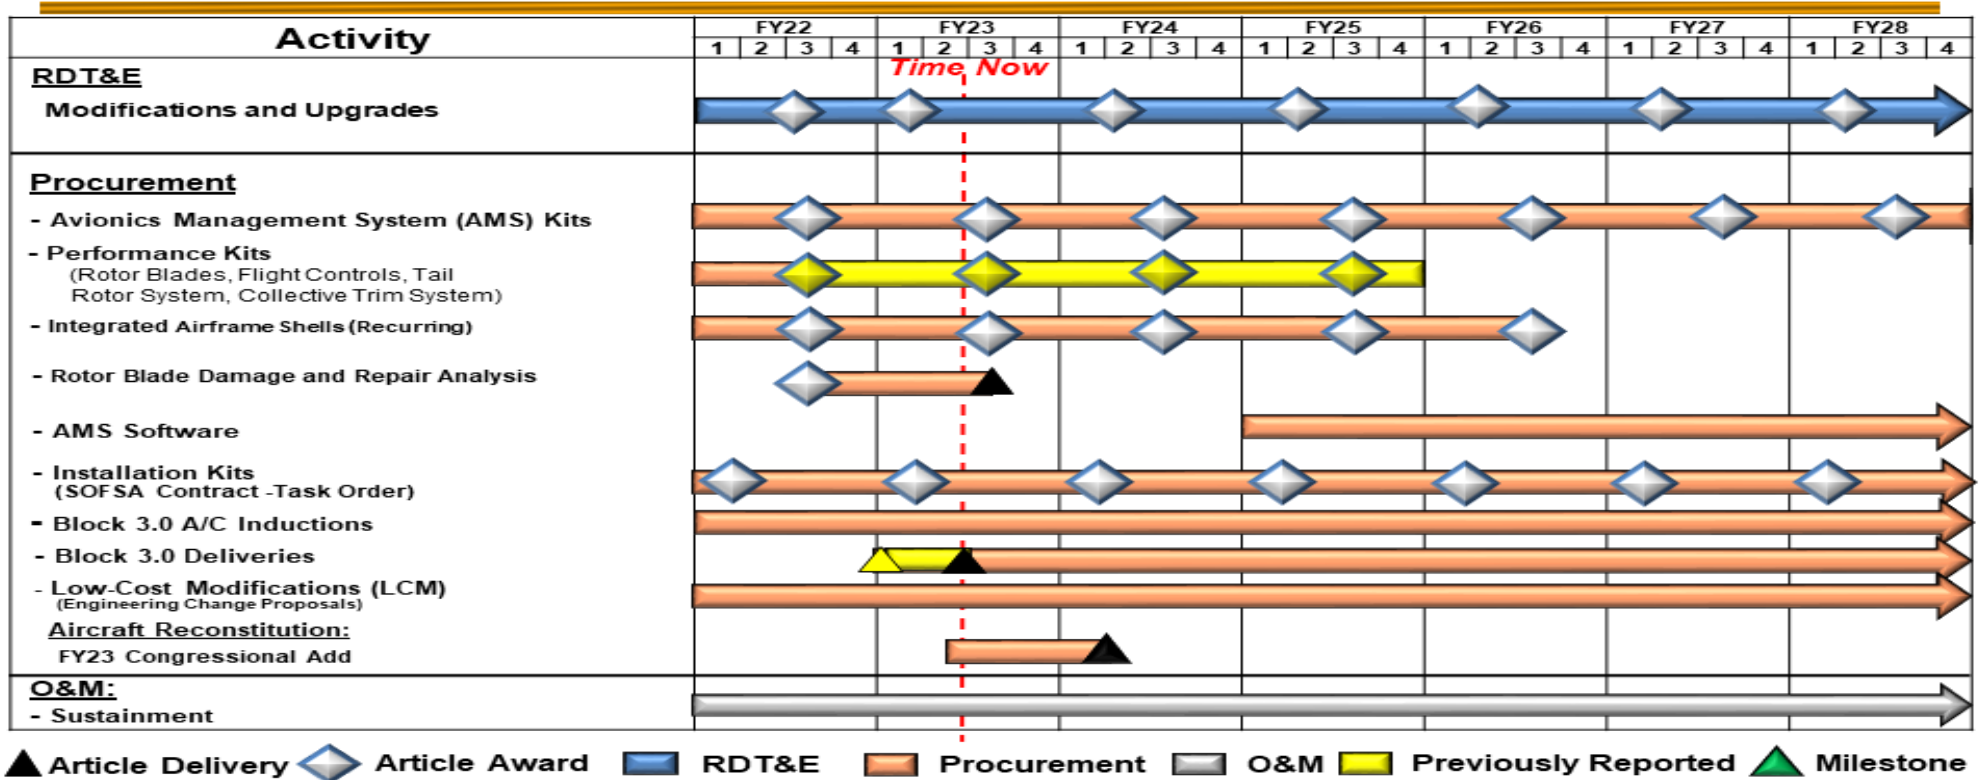 Activity
FY22 FY23 FY24 FY25 FY26 FY27 FY28
1 2 3 4 1 2 3 4 1 2 3 4 1 2 3 4 1 2 3 4 1 2 3 4 1 2 3 4
Time Now
RDT&E
Modifications and Upgrades
Procurement
- Avionics Management System (AMS) Kits
- Performance Kits
(Rotor Blades, Flight Controls, Tail
Rotor System, Collective Trim System)
- Integrated Airframe Shells (Recurring)
- Rotor Blade Damage and Repair Analysis
- AMS Software
- Installation Kits
(SOFSA Contract -Task Order)
- Block 3.0 A/C Inductions
- Block 3.0 Deliveries
- Low-Cost Modifications (LCM)
(Engineering Change Proposals)
Aircraft Reconstitution:
FY23 Congressional Add
O&M:
- Sustainment
Article Delivery Article Award RDT&E Procurement O&M Previously Reported Milestone